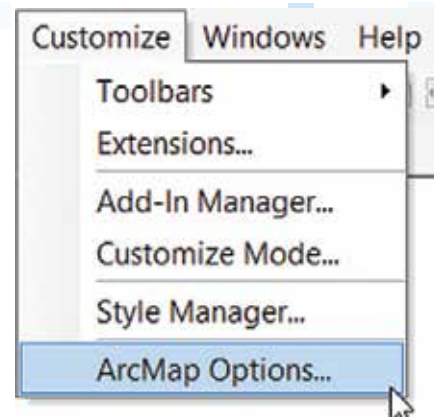 Customize Windows Help
Toolbars
Extensions...
Add-In Manager...
Customize Mode...
Style Manager...
ArcMap Options...